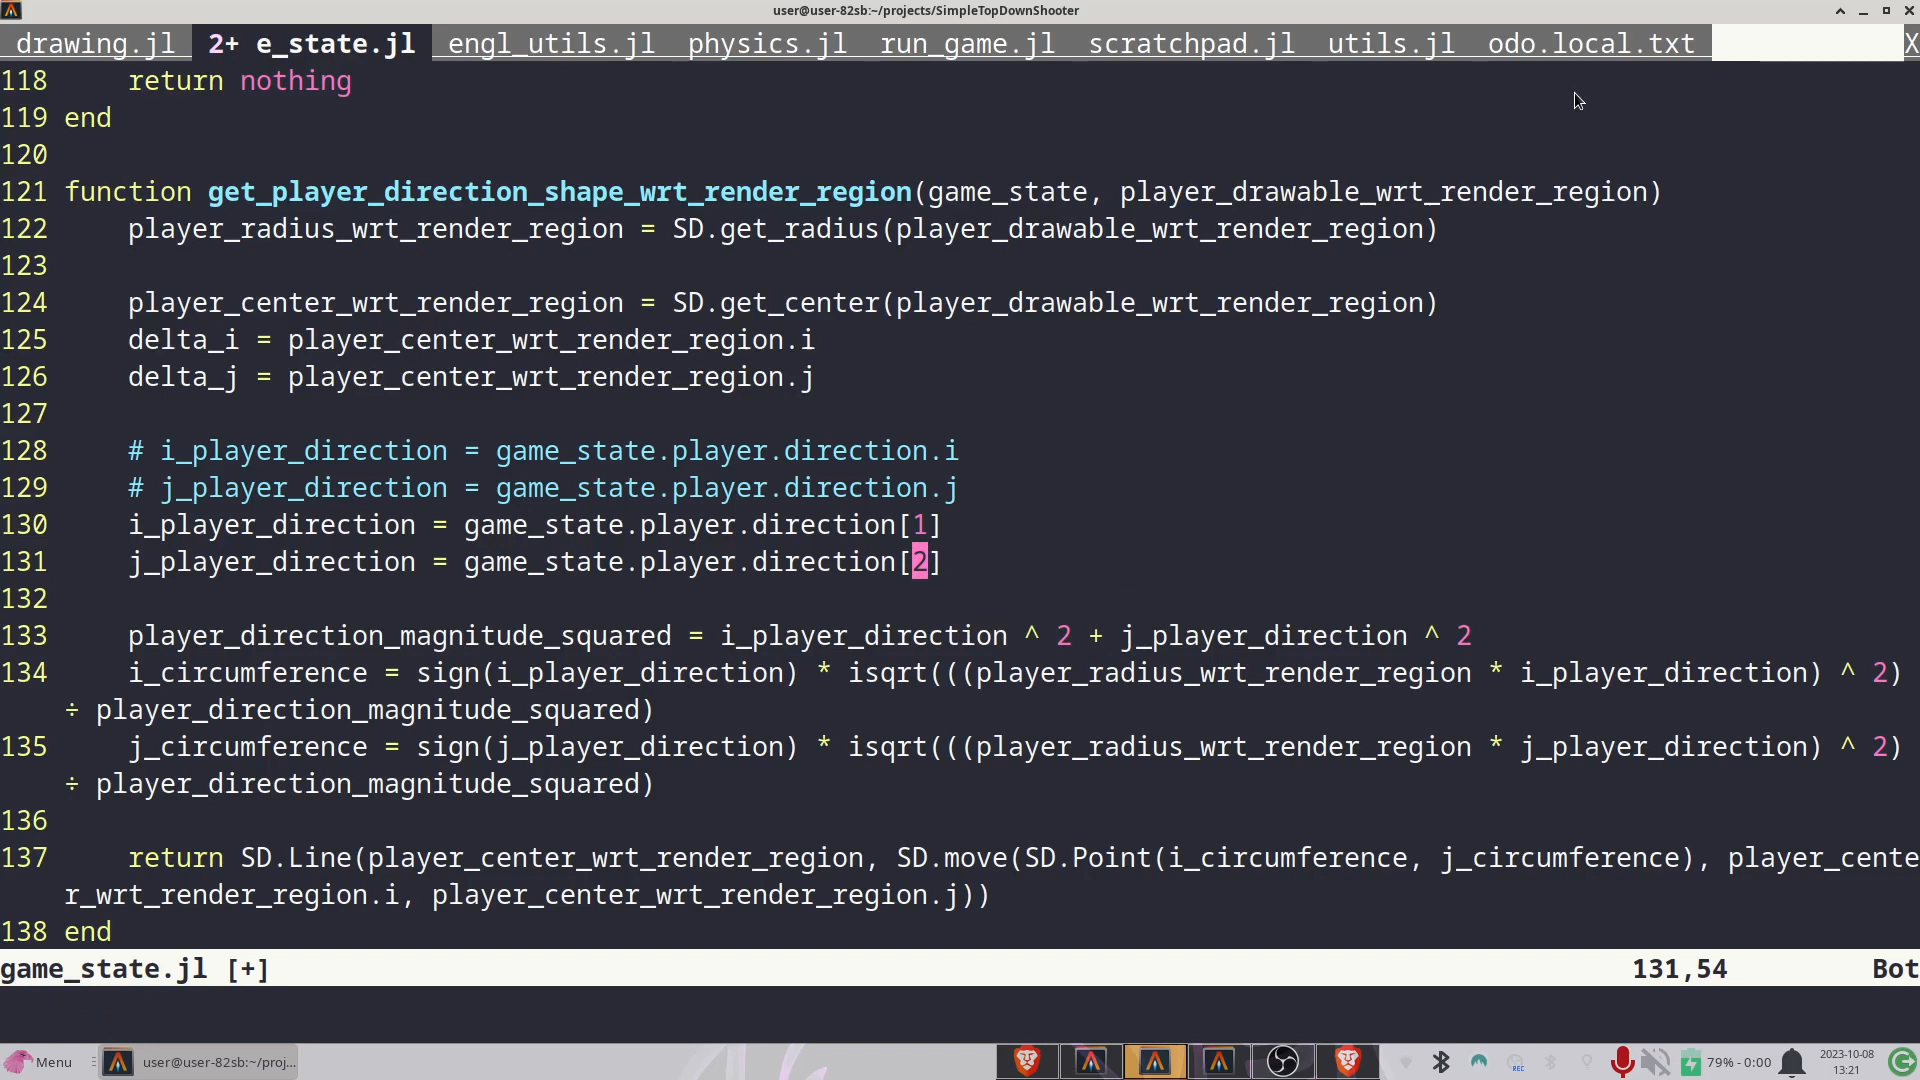 user@user-82sb:~/projects/SimpleTopDownShooter
drawing.jl  2+ e_state.jl  engl_utils.jl  physics.jl  run_game.jl  scratchpad.jl  utils.jl  odo.local.txt  X
118     return nothing
119 end
120
121 function get_player_direction_shape_wrt_render_region(game_state, player_drawable_wrt_render_region)
122     player_radius_wrt_render_region = SD.get_radius(player_drawable_wrt_render_region)
123
124     player_center_wrt_render_region = SD.get_center(player_drawable_wrt_render_region)
125     delta_i = player_center_wrt_render_region.i
126     delta_j = player_center_wrt_render_region.j
127
128     # i_player_direction = game_state.player.direction.i
129     # j_player_direction = game_state.player.direction.j
130     i_player_direction = game_state.player.direction[1]
131     j_player_direction = game_state.player.direction[2]
132
133     player_direction_magnitude_squared = i_player_direction ^ 2 + j_player_direction ^ 2
134     i_circumference = sign(i_player_direction) * isqrt(((player_radius_wrt_render_region * i_player_direction) ^ 2)
÷ player_direction_magnitude_squared)
135     j_circumference = sign(j_player_direction) * isqrt(((player_radius_wrt_render_region * j_player_direction) ^ 2)
÷ player_direction_magnitude_squared)
136
137     return SD.Line(player_center_wrt_render_region, SD.move(SD.Point(i_circumference, j_circumference), player_cente
r_wrt_render_region.i, player_center_wrt_render_region.j))
138 end
game_state.jl [+]  131,54  Bot
Menu  user@user-82sb:~/proj...  REC  79% - 0:00  2023-10-08
13:21